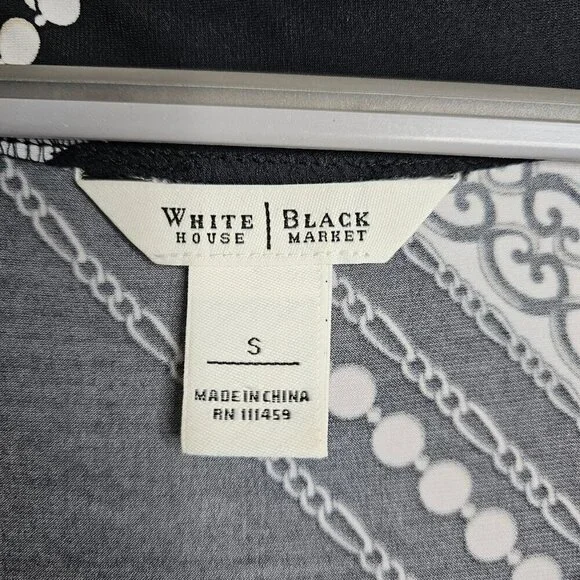 WHITE | BLACK
HOUSE | MARKET
S
MADE IN CHINA
RN 111459